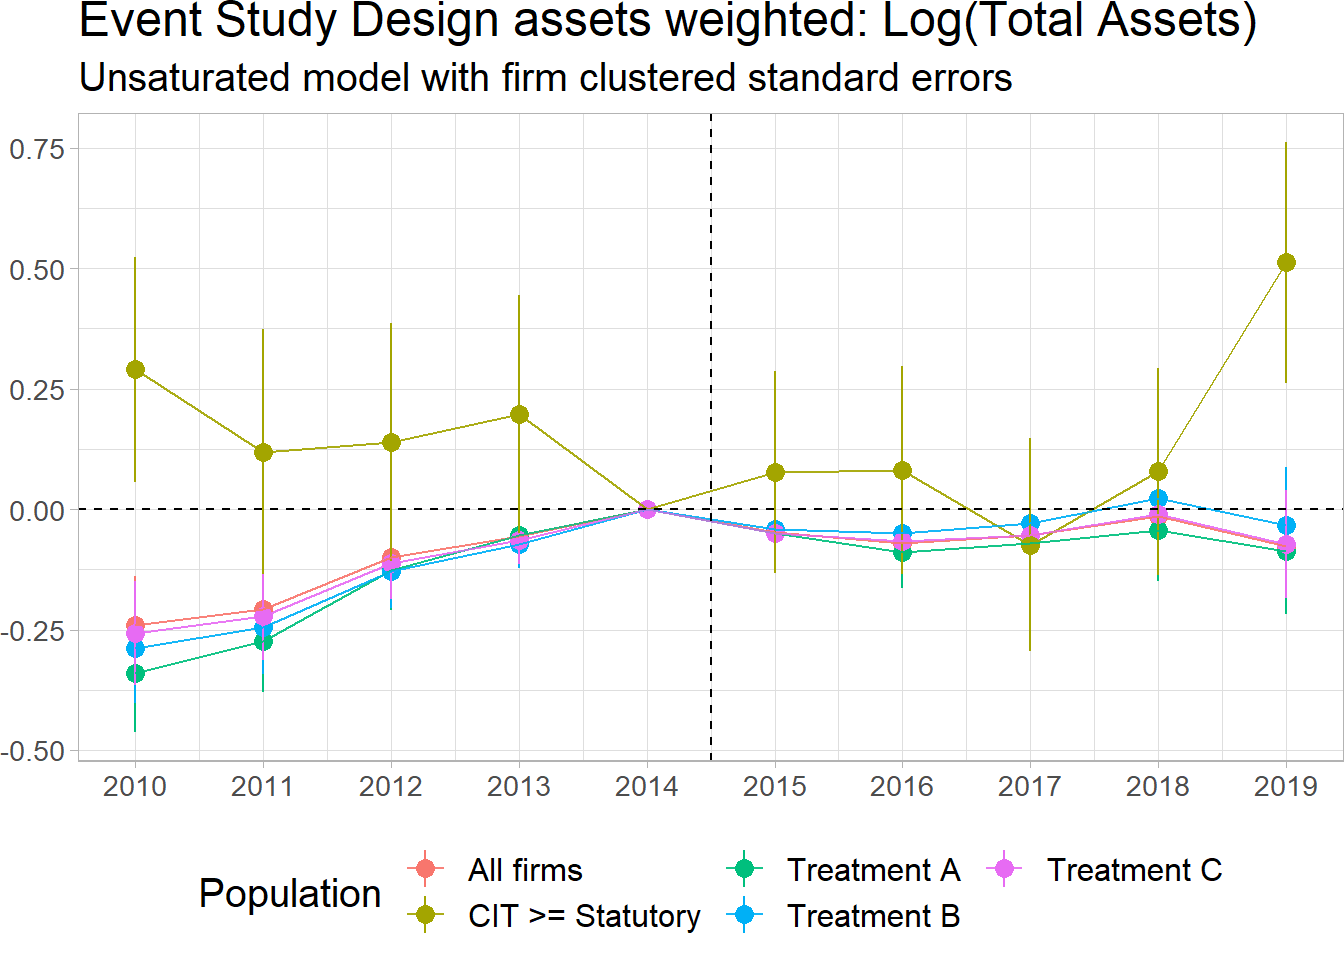 Event Study Design assets weighted: Log(Total Assets)
Unsaturated model with firm clustered standard errors
0.75
0.50
0.25
0.00
-0.25
-0.50
2010 2011 2012 2013 2014 2015 2016 2017 2018 2019
Population
All firms Treatment A Treatment C
CIT >= Statutory Treatment B